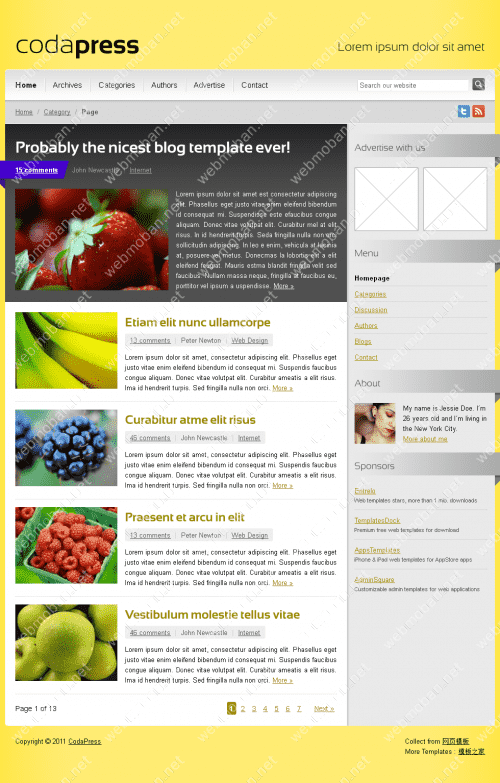 codapress
Lorem ipsum dolor sit amet
Home Archives Categories Authors Advertise Contact
Search our website
Home / Category / Page
Probably the nicest blog template ever!
15 comments John Newcastle Internet
Lorem ipsum dolor sit amet est consectetur adipiscing
elit. Phasellus eget justo vitae enim eleifend bibendum
id consequat mi. Suspendisse este efaucibus congue
aliquam. Donec vitae volutpat elit. Curabitur mel at elit
risus. In id hendrerit turpis. Seda fringilla nulla non orci
sollicitudin adipiscing. In leo e enim, vehicula at lacinia
at, posuere vel metus. Donecmas la lobortis est a elit
eleifend feugiat. Mauris estma blandit fringilla velit sed
faucibus. Nullam massa neque, fringilla at faucibus eu,
porttitor vel ipsum a uspendisse. More »
Etiam elit nunc ullamcorpe
13 comments Peter Newton Web Design
Lorem ipsum dolor sit amet, consectetur adipiscing elit. Phasellus eget
justo vitae enim eleifend bibendum id consequat mi. Suspendisse faucibus
congue aliquam. Donec vitae volutpat elit. Curabitur ameatis a elit risus.
Ima id hendrerit turpis. Sed fringilla nulla non orci. More »
Curabitur atme elit risus
45 comments John Newcastle Internet
Lorem ipsum dolor sit amet, consectetur adipiscing elit. Phasellus eget
justo vitae enim eleifend bibendum id consequat mi. Suspendisse faucibus
congue aliquam. Donec vitae volutpat elit. Curabitur ameatis a elit risus.
Ima id hendrerit turpis. Sed fringilla nulla non orci. More »
Praesent et arcu in elit
13 comments Peter Newton Web Design
Lorem ipsum dolor sit amet, consectetur adipiscing elit. Phasellus eget
justo vitae enim eleifend bibendum id consequat mi. Suspendisse faucibus
congue aliquam. Donec vitae volutpat elit. Curabitur ameatis a elit risus.
Ima id hendrerit turpis. Sed fringilla nulla non orci. More »
Vestibulum molestie tellus vitae
45 comments John Newcastle Internet
Lorem ipsum dolor sit amet, consectetur adipiscing elit. Phasellus eget
justo vitae enim eleifend bibendum id consequat mi. Suspendisse faucibus
congue aliquam. Donec vitae volutpat elit. Curabitur ameatis a elit risus.
Ima id hendrerit turpis. Sed fringilla nulla non orci. More »
Page 1 of 13
1 2 3 4 5 6 7 Next »
Advertise with us
Menu
Homepage
Categories
Discussion
Authors
Blogs
Contact
About
My name is Jessie Doe. I'm
26 years old and I'm living in
the New York City.
More about me
Sponsors
Web templates stars, more than 1 mio. downloads
TemplatesDock
Premium free web templates for download
AppsTemplates
iPhone & iPad web templates for AppStore apps
AdminSquare
Customizable admin templates for web applications
Copyright © 2011 CodaPress
Collect from 网页模板
More Templates : 模板之家
webmoban.net